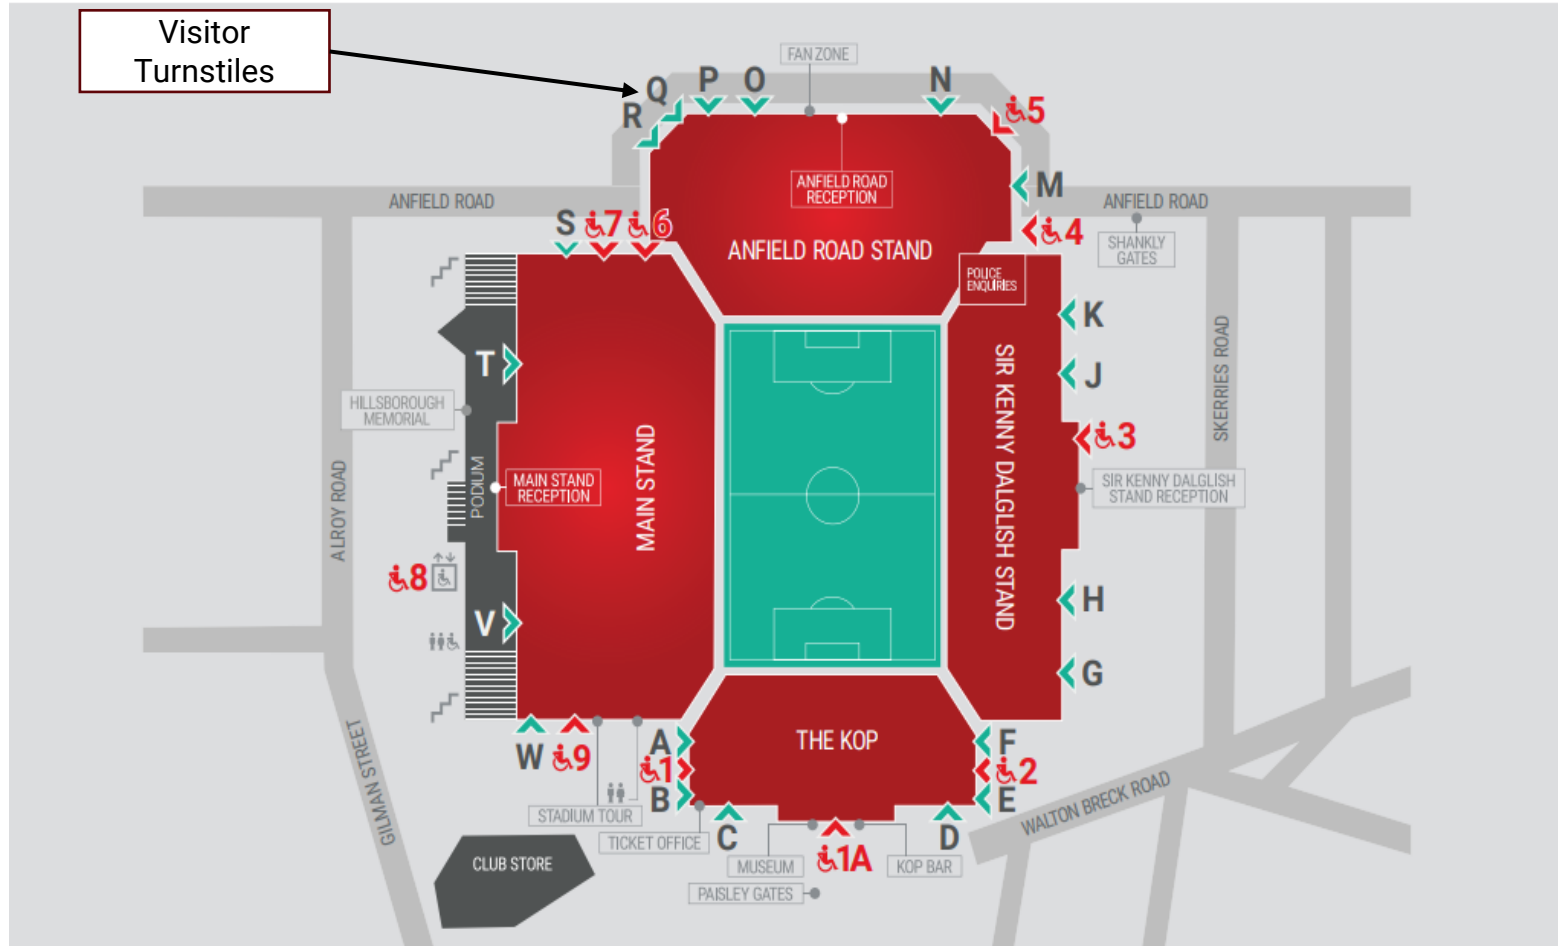 Visitor
Turnstiles
FAN ZONE
Q
P
O
N
R
5
ANFIELD ROAD
RECEPTION
M
ANFIELD ROAD
ANFIELD ROAD
S
7
6
4
SHANKLY
GATES
ANFIELD ROAD STAND
POLICE
ENQUIRIES
K
T
J
HILLSBOROUGH
MEMORIAL
SKERRIES ROAD
3
MAIN STAND
SIR KENNY DALGLISH STAND
PODIUM
MAIN STAND
RECEPTION
SIR KENNY DALGLISH
STAND RECEPTION
ALROY ROAD
8
H
V
G
GILMAN STREET
W
9
A
1
B
THE KOP
F
2
E
STADIUM TOUR
TICKET OFFICE
C
D
WALTON BRECK ROAD
CLUB STORE
MUSEUM
1A
KOP BAR
PAISLEY GATES